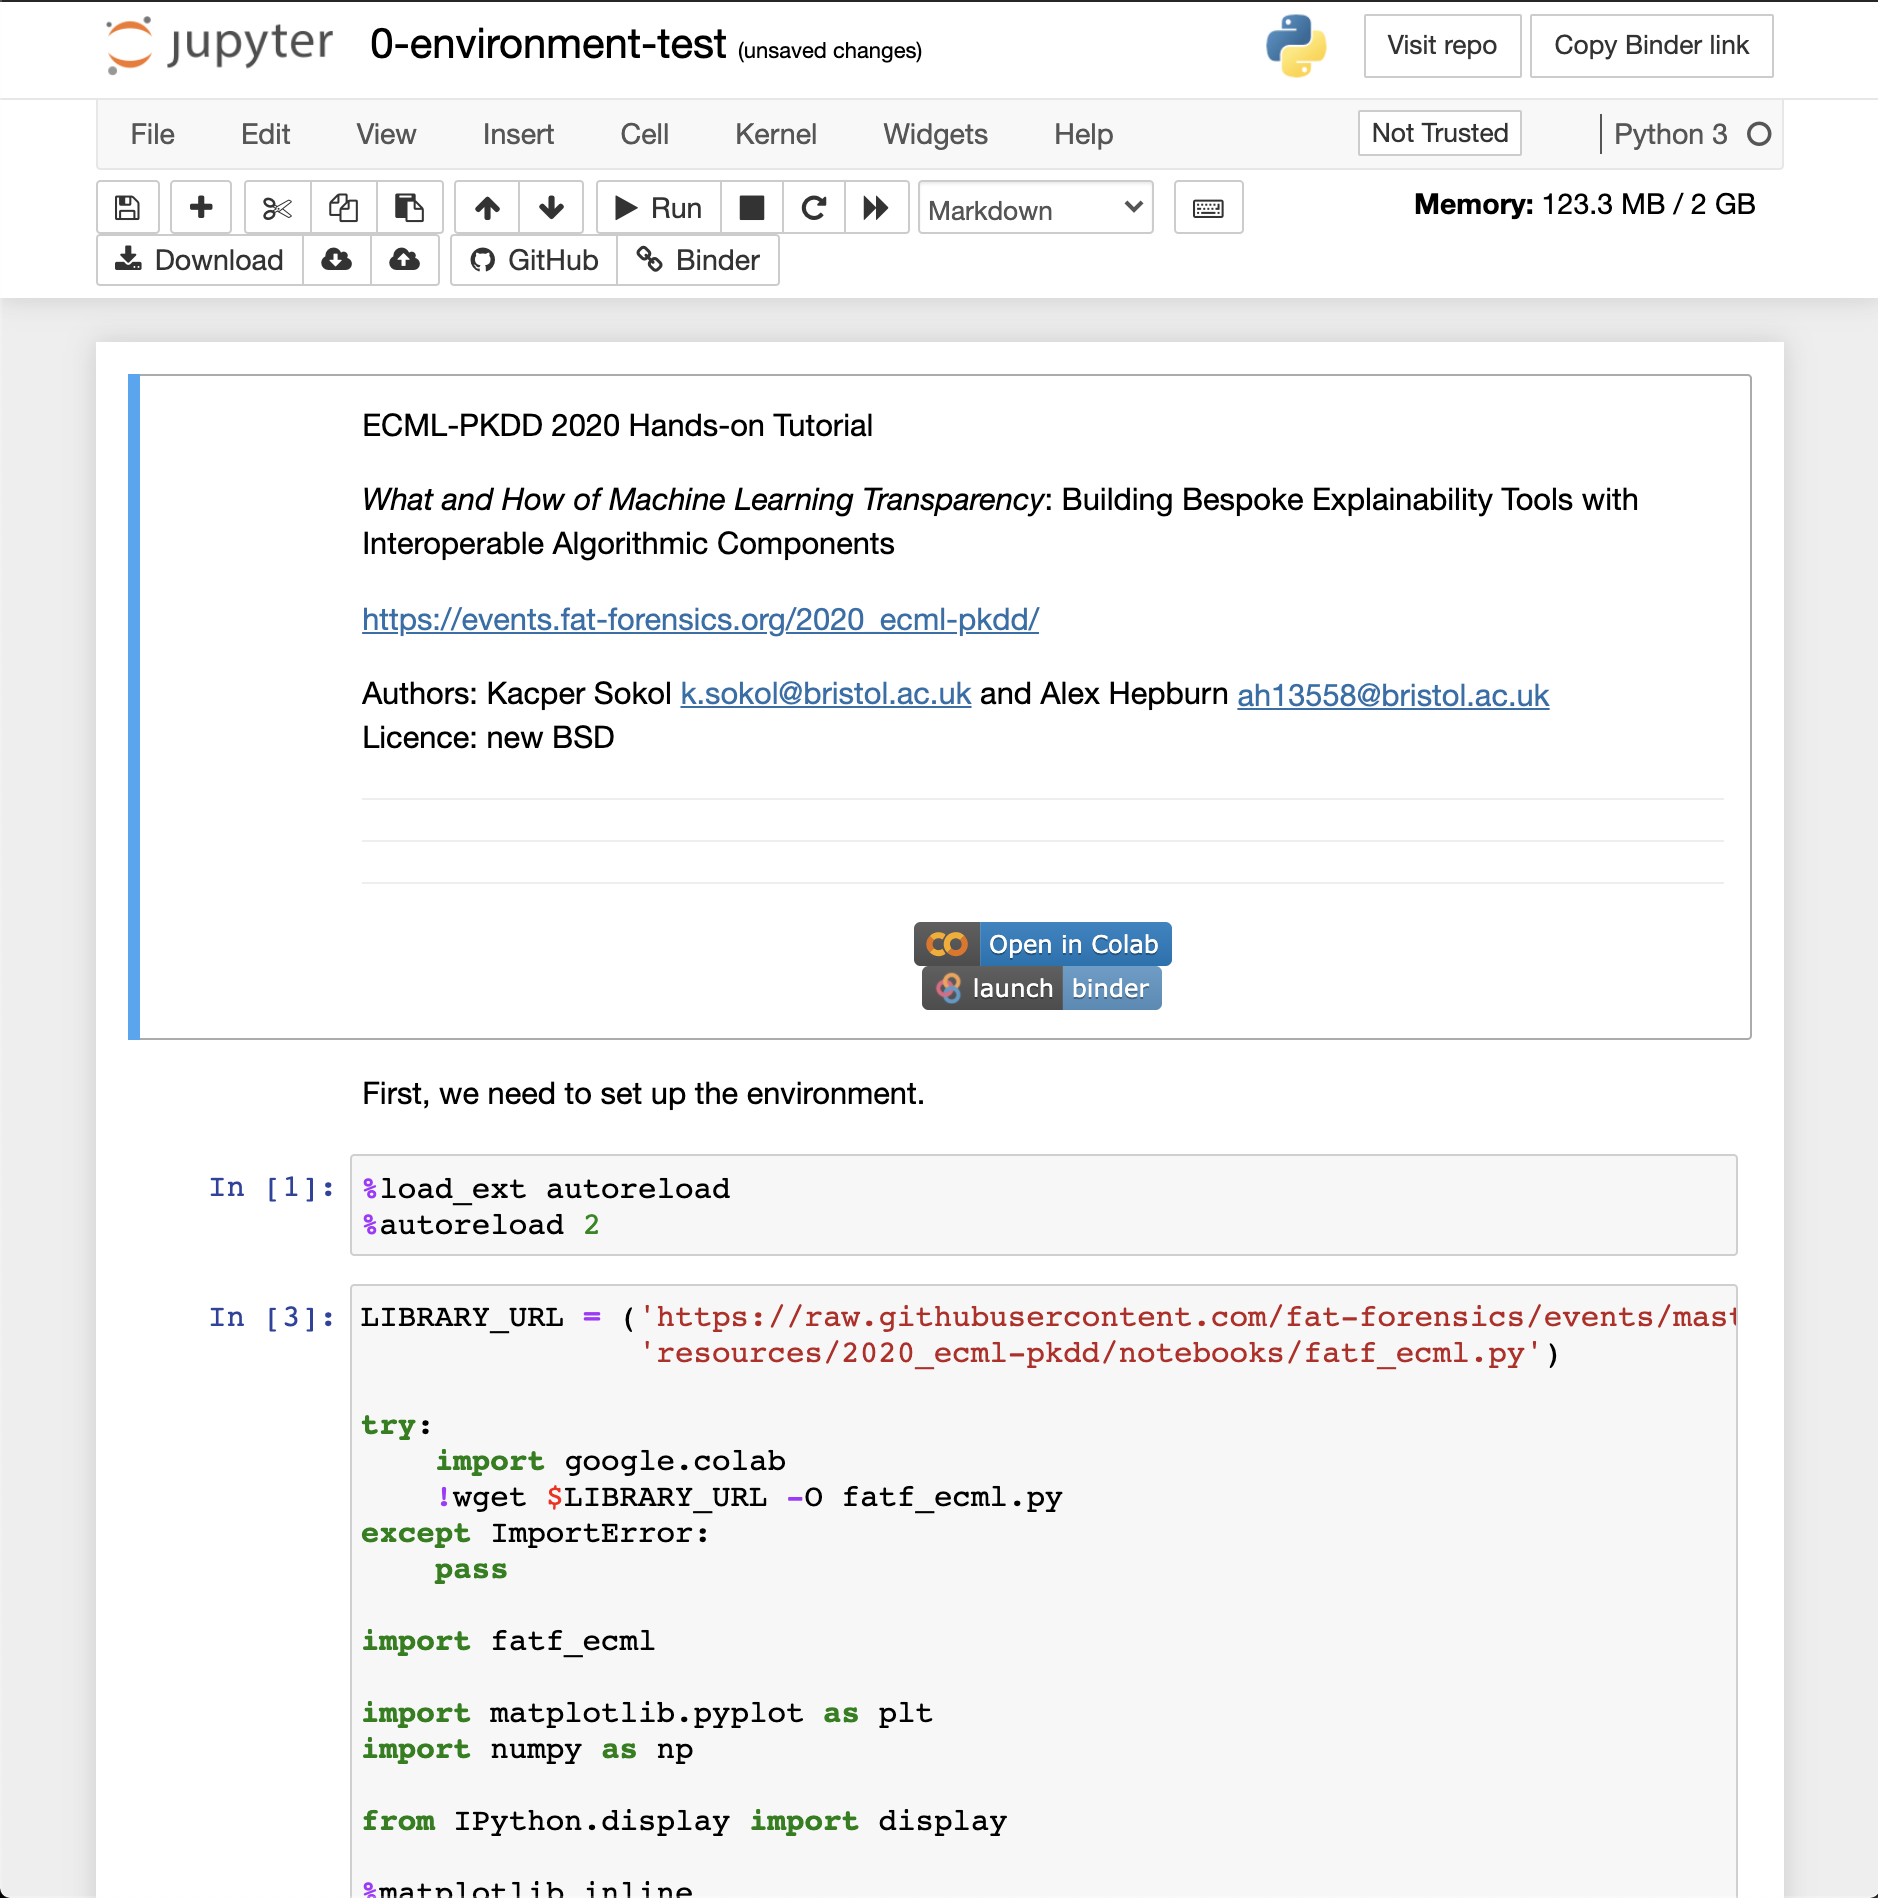 jupyter 0-environment-test (unsaved changes) Visit repo Copy Binder link
File Edit View Insert Cell Kernel Widgets Help Not Trusted Python 3
Run Markdown Memory: 123.3 MB / 2 GB
Download GitHub Binder
ECML-PKDD 2020 Hands-on Tutorial
What and How of Machine Learning Transparency: Building Bespoke Explainability Tools with
Interoperable Algorithmic Components
https://events.fat-forensics.org/2020_ecml-pkdd/
Authors: Kacper Sokol k.sokol@bristol.ac.uk and Alex Hepburn ah13558@bristol.ac.uk
Licence: new BSD
Open in Colab
launch binder
First, we need to set up the environment.
In [1]: %load_ext autoreload
%autoreload 2
In [3]: LIBRARY_URL = ('https://raw.githubusercontent.com/fat-forensics/events/mast
'resources/2020_ecml-pkdd/notebooks/fatf_ecml.py')
try:
import google.colab
!wget $LIBRARY_URL -O fatf_ecml.py
except ImportError:
pass
import fatf_ecml
import matplotlib.pyplot as plt
import numpy as np
from IPython.display import display
%matplotlib inline